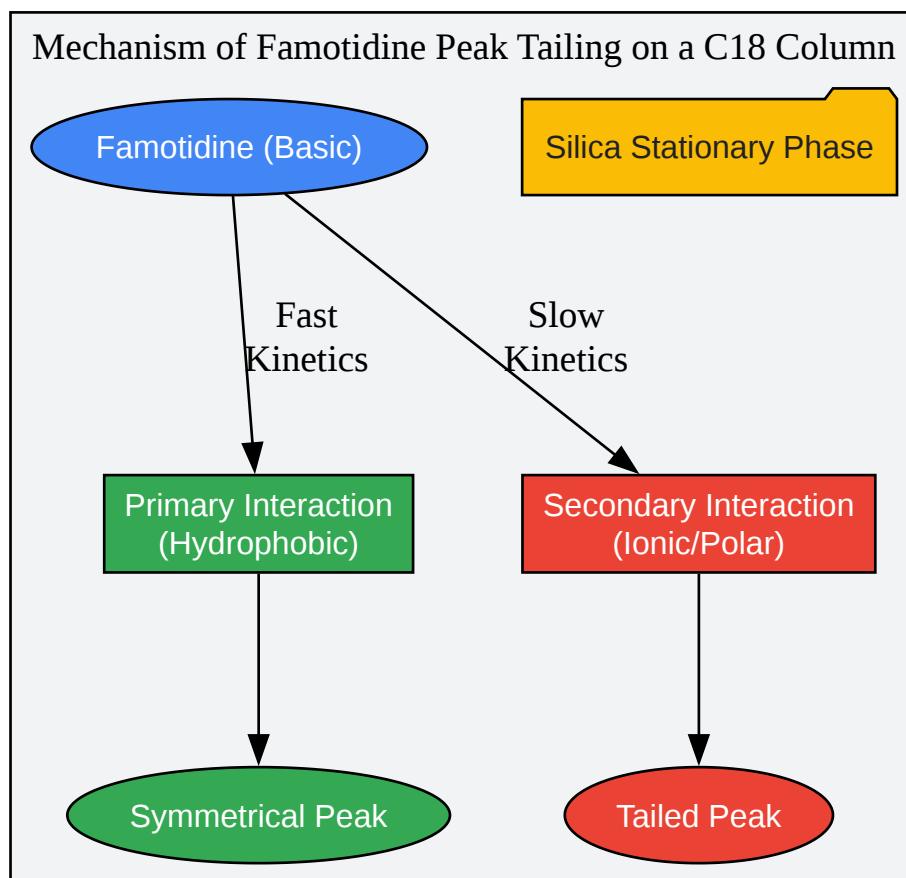 Mechanism of Famotidine Peak Tailing on a C18 Column
Famotidine (Basic)
Silica Stationary Phase
Fast
Kinetics
Slow
Kinetics
Primary Interaction
(Hydrophobic)
Secondary Interaction
(Ionic/Polar)
Symmetrical Peak
Tailed Peak